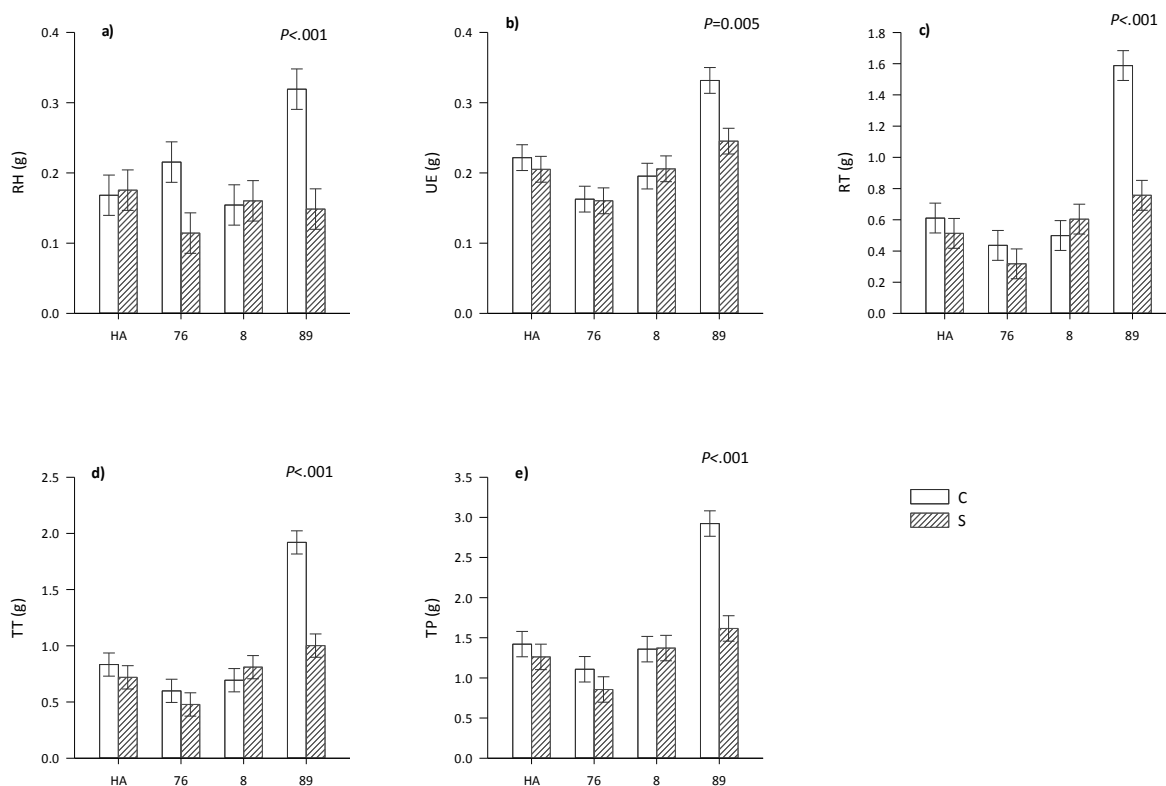 a)
P<.001
RH (g)
0.4
0.3
0.2
0.1
0.0
HA 76 8 89
b)
P=0.005
UE (g)
0.4
0.3
0.2
0.1
0.0
HA 76 8 89
c)
P<.001
RT (g)
1.8
1.6
1.4
1.2
1.0
0.8
0.6
0.4
0.2
0.0
HA 76 8 89
d)
P<.001
TT (g)
2.5
2.0
1.5
1.0
0.5
0.0
HA 76 8 89
e)
P<.001
TP (g)
3.5
3.0
2.5
2.0
1.5
1.0
0.5
0.0
HA 76 8 89
C
S